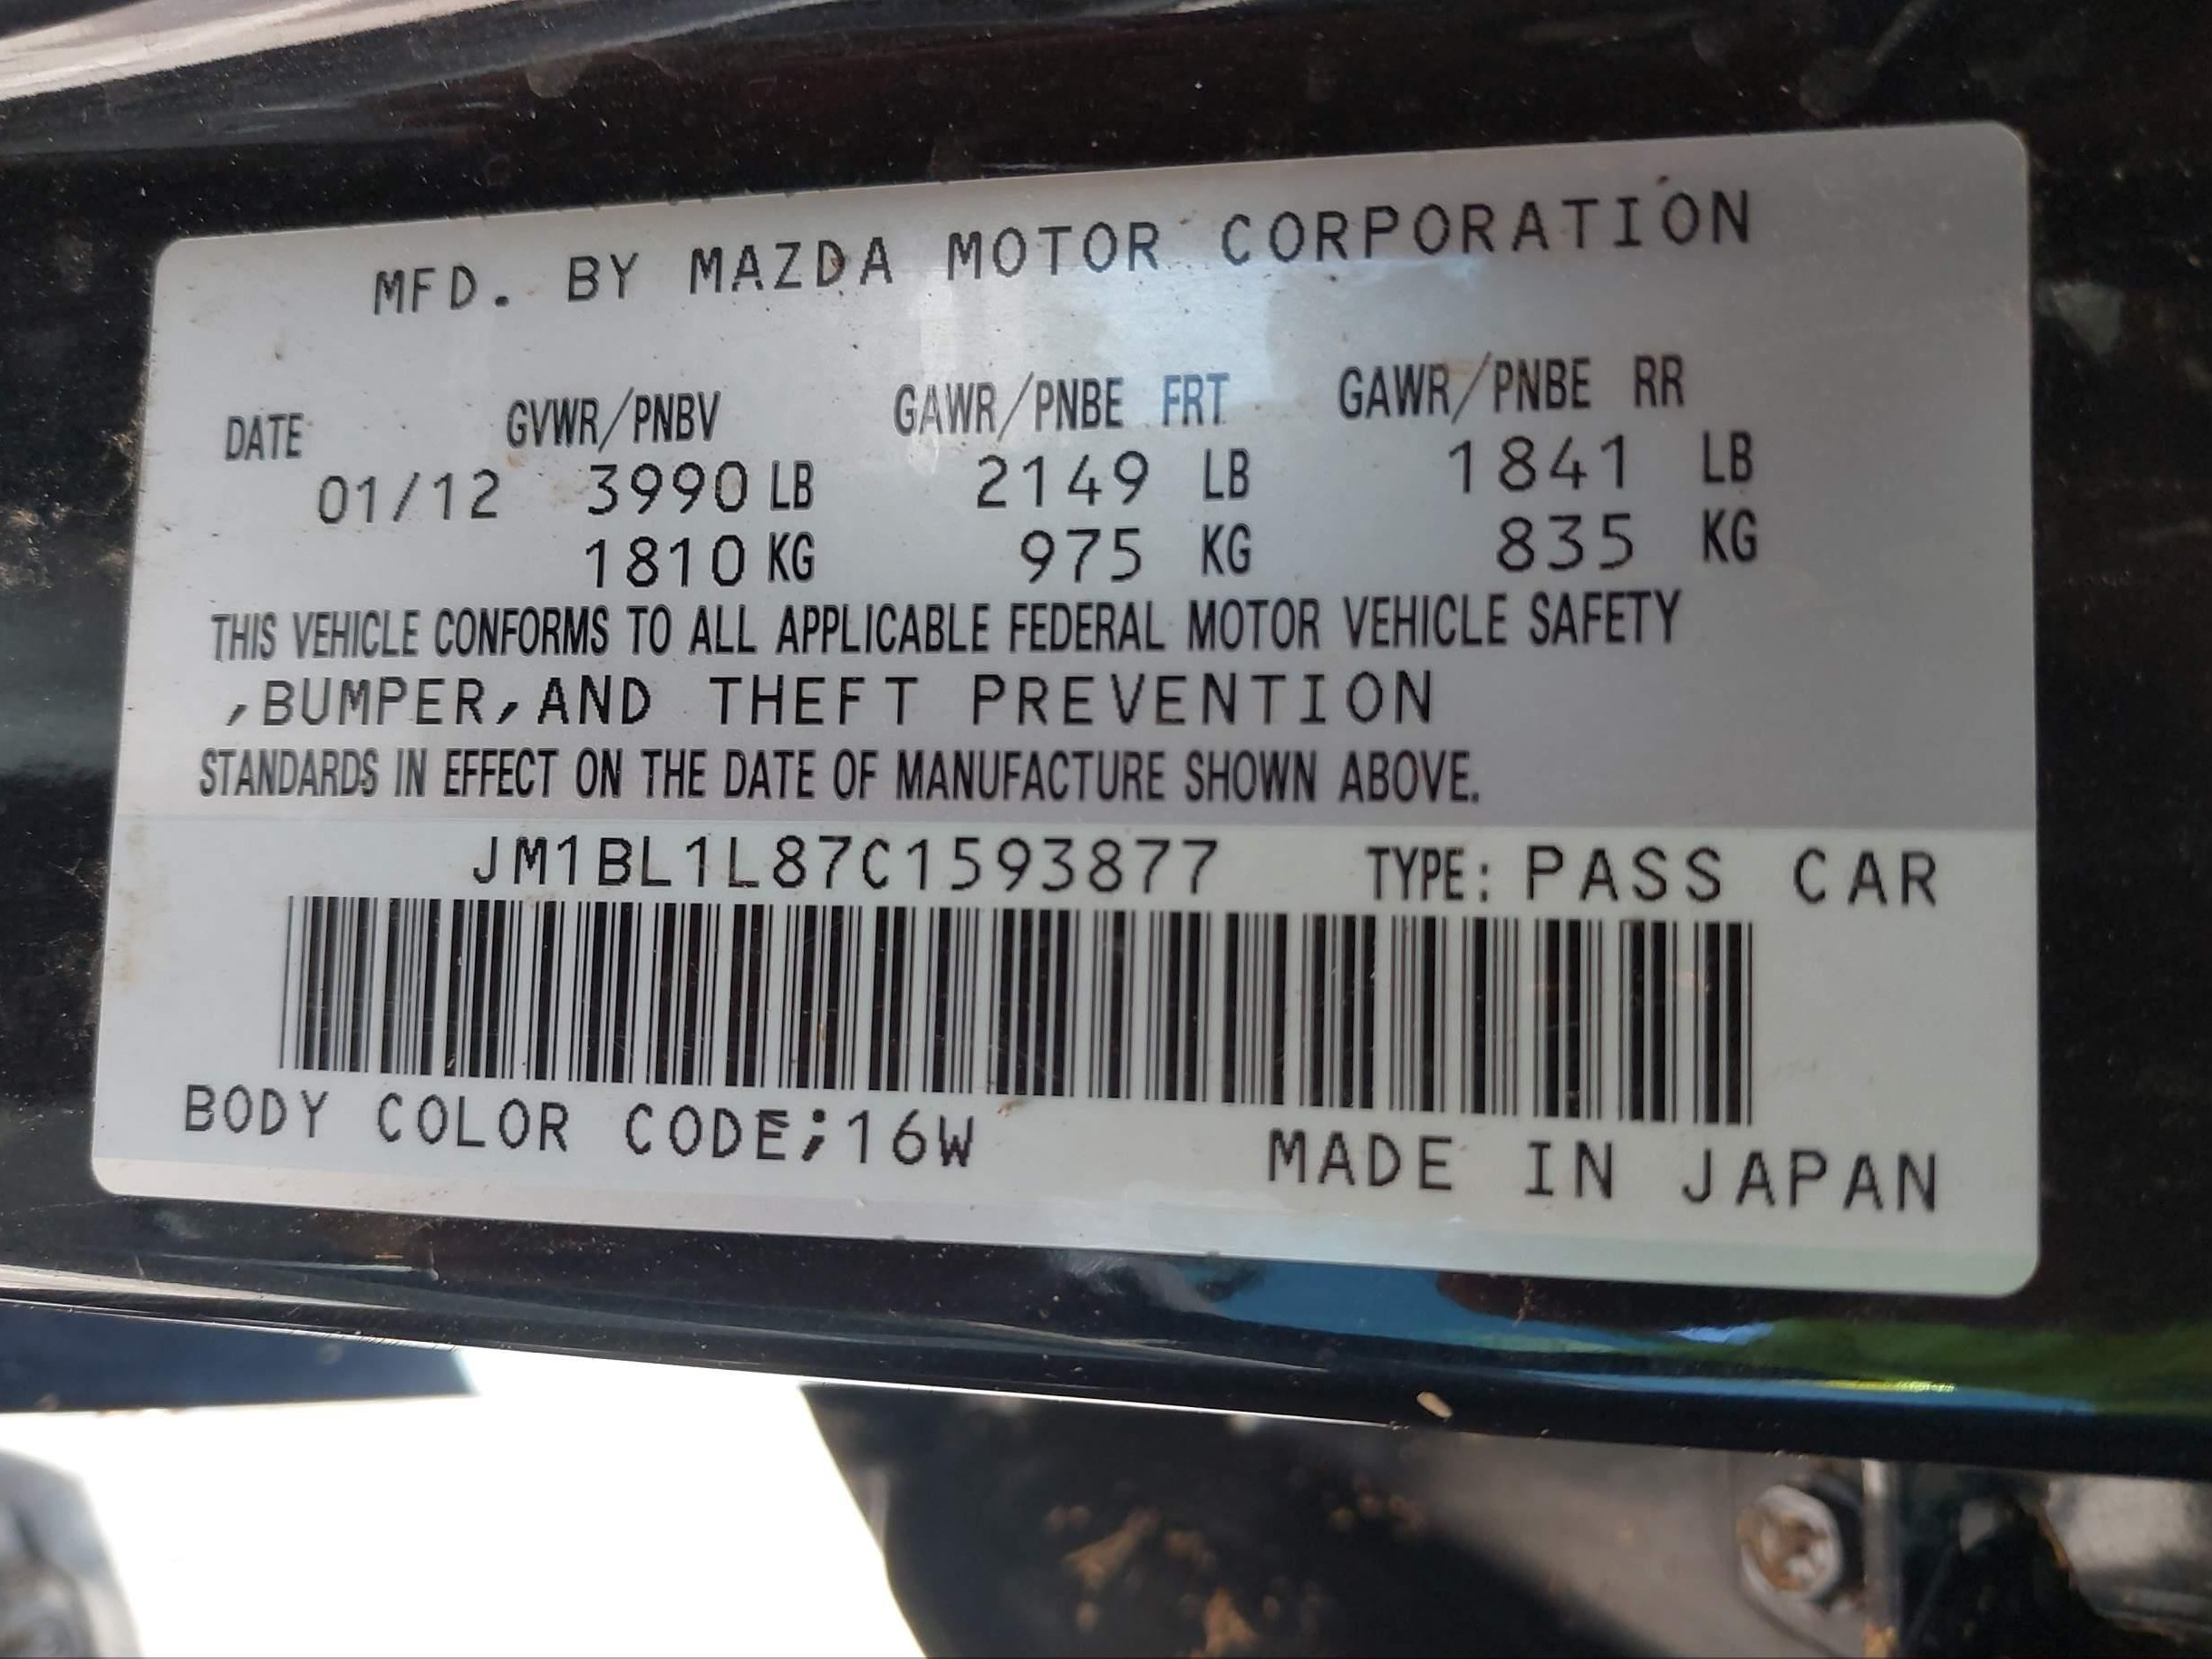 MFD. BY MAZDA MOTOR CORPORATION
DATE GVWR/PNBV GAWR/PNBE FRT GAWR/PNBE RR
01/12 3990 LB 2149 LB 1841 LB
1810 KG 975 KG 835 KG
THIS VEHICLE CONFORMS TO ALL APPLICABLE FEDERAL MOTOR VEHICLE SAFETY
,BUMPER,AND THEFT PREVENTION
STANDARDS IN EFFECT ON THE DATE OF MANUFACTURE SHOWN ABOVE.
JM1BL1L87C1593877 TYPE: PASS CAR
BODY COLOR CODE;16W MADE IN JAPAN